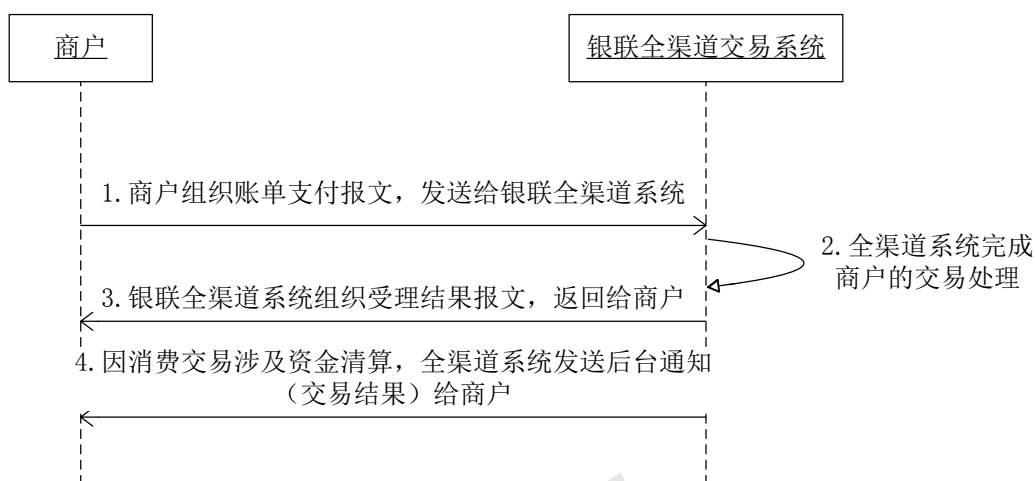 商户
银联全渠道交易系统
1.商户组织账单支付报文，发送给银联全渠道系统
2.全渠道系统完成
商户的交易处理
3.银联全渠道系统组织受理结果报文，返回给商户
4.因消费交易涉及资金清算，全渠道系统发送后台通知
（交易结果）给商户